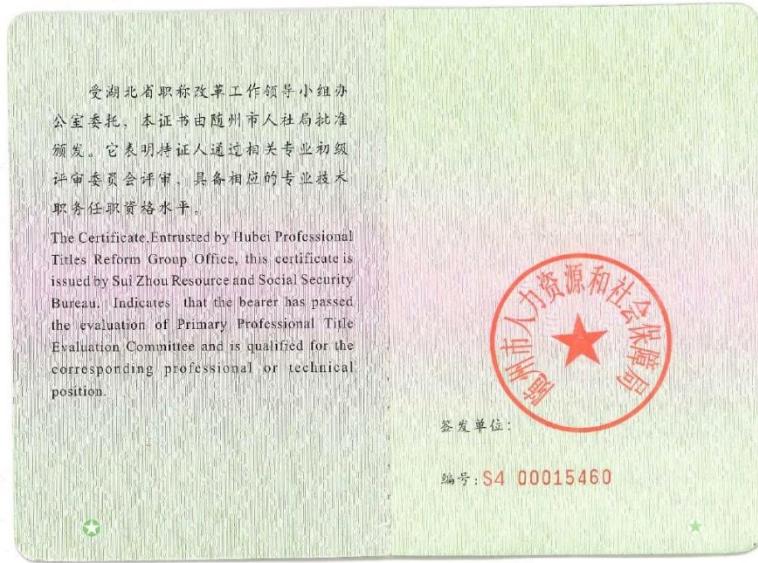 受湖北省职称改革工作领导小组办
公室委托，本证书由随州市人社局批准
颁发。它表明持证人通过相关专业初级
评审委员会评审，具备相应的专业技术
职务任职资格水平。
The Certificate,Entrusted by Hubei Professional
Titles Reform Group Office, this certificate is
issued by Sui Zhou Resource and Social Security
Bureau. Indicates that the bearer has passed
the evaluation of Primary Professional Title
Evaluation Committee and is qualified for the
corresponding professional or technical
position.
随州市人力资源和社会保障局
签发单位：
编号：S4 00015460